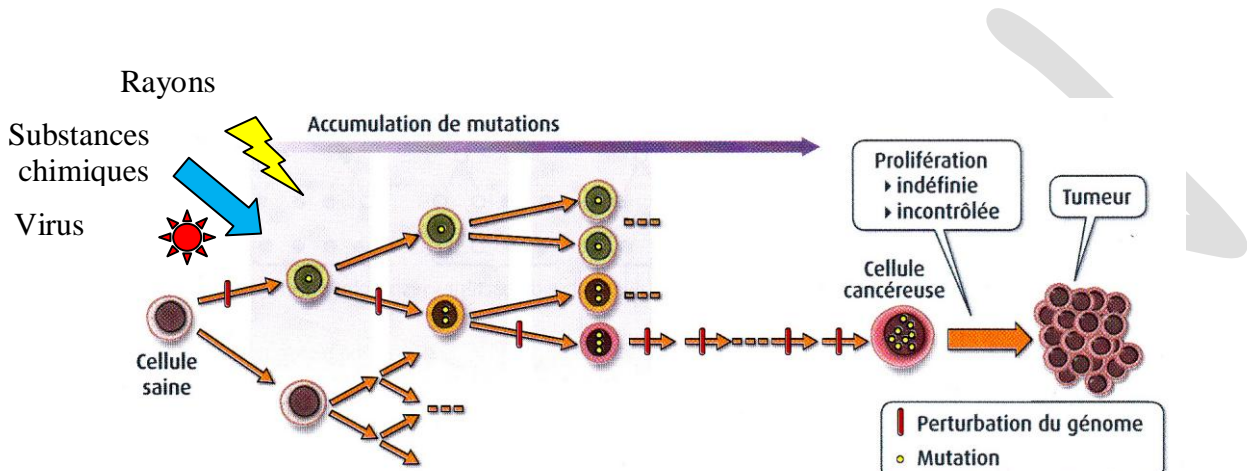 Rayons
Substances
chimiques
Virus
Accumulation de mutations
Prolifération
▸ indéfinie
▸ incontrôlée
Tumeur
Cellule
cancéreuse
Cellule
saine
Perturbation du génome
Mutation